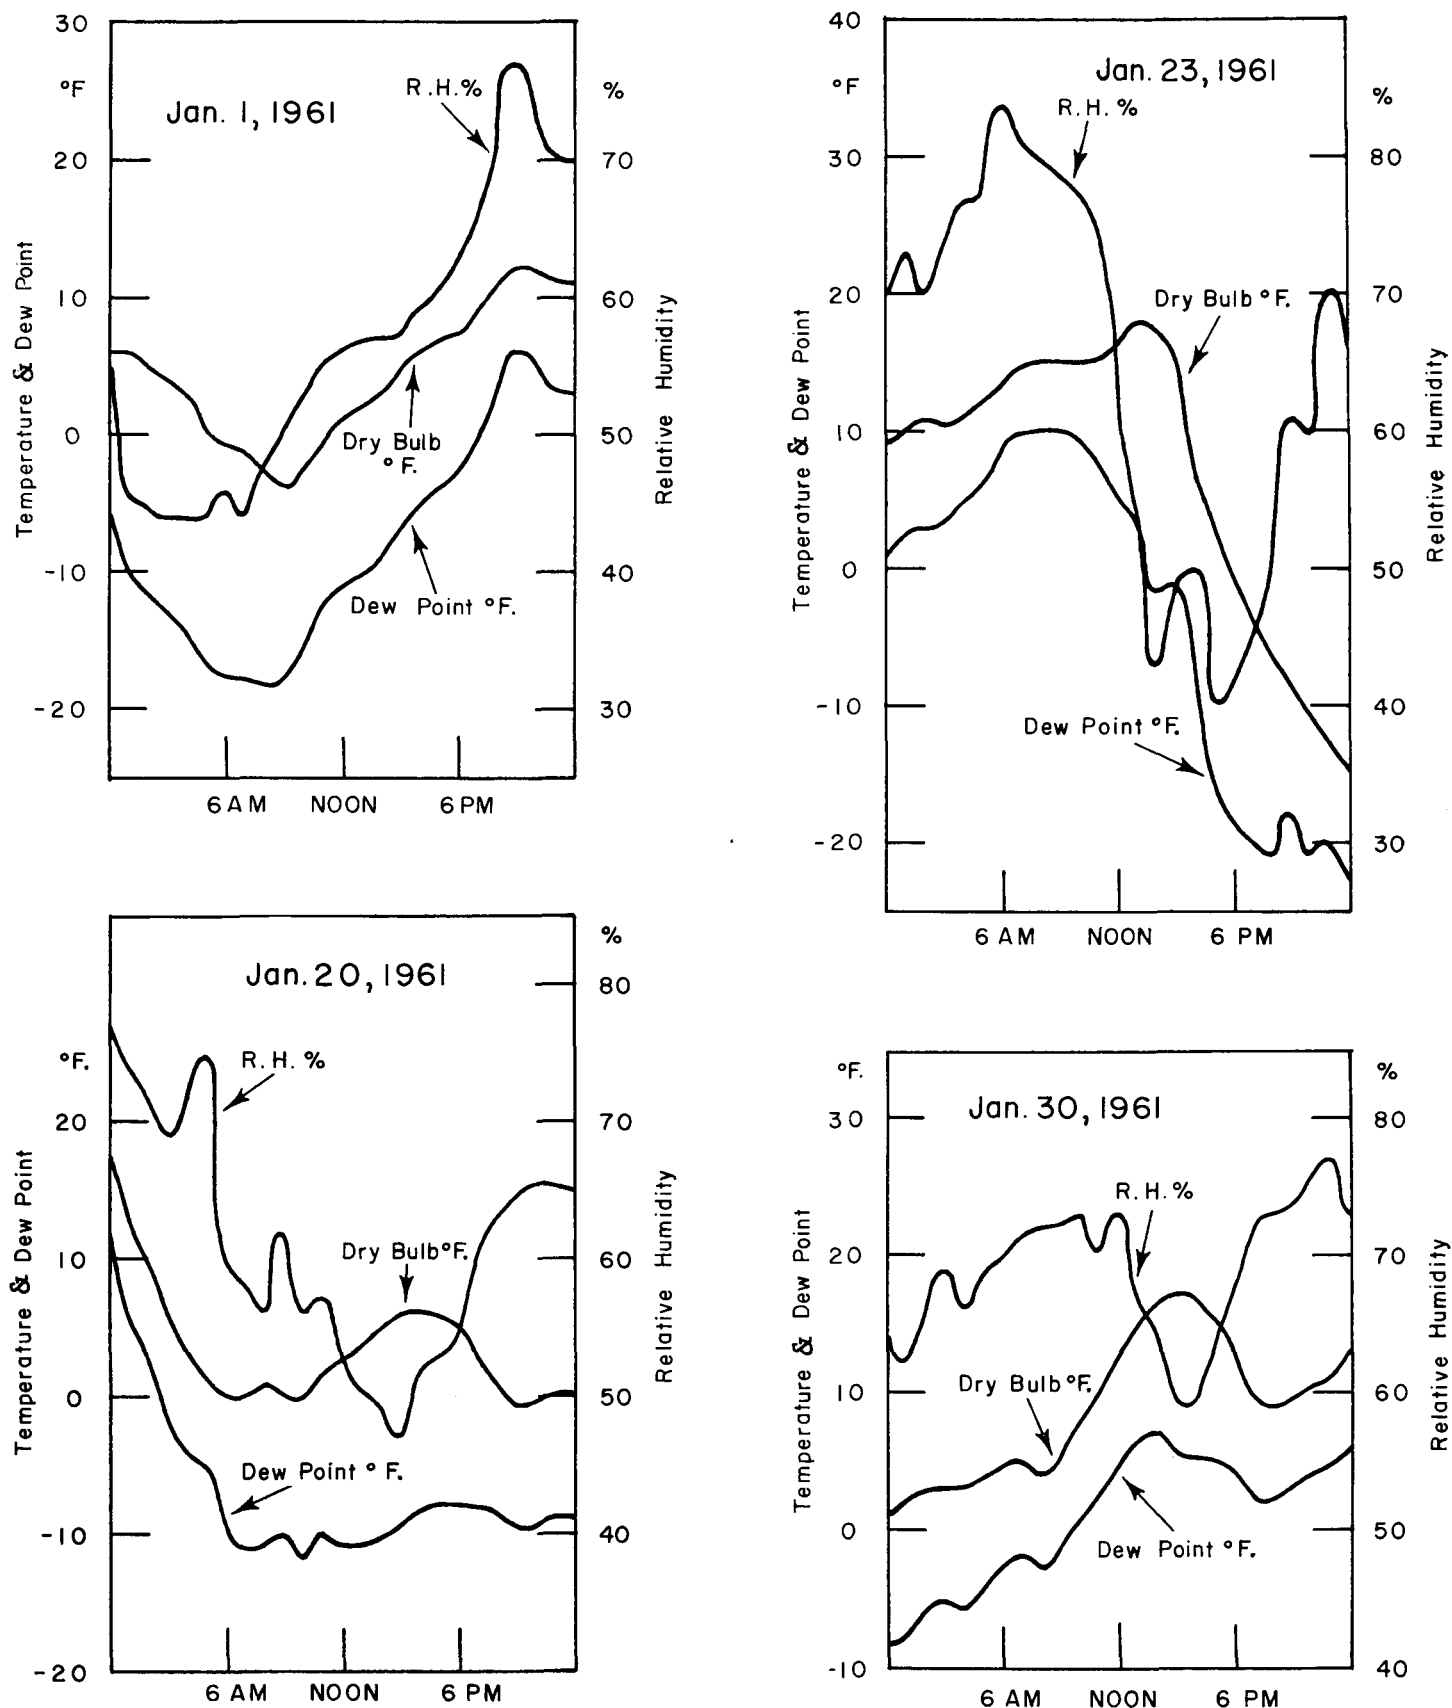 30
°F
Jan. 1, 1961
R.H.%
%
20
70
10
60
0
50
Dry Bulb
°F.
-10
40
Dew Point °F.
-20
30
6 AM NOON 6 PM
Temperature & Dew Point
Relative Humidity
40
°F
Jan. 23, 1961
%
R.H. %
30
80
20
70
Dry Bulb °F.
10
60
0
50
-10
40
Dew Point °F.
-20
30
6 AM NOON 6 PM
Temperature & Dew Point
Relative Humidity
%
Jan. 20, 1961
80
°F.
R. H. %
20
70
10
60
Dry Bulb °F.
0
50
Dew Point ° F.
-10
40
-20
6 AM NOON 6 PM
Temperature & Dew Point
Relative Humidity
°F.
%
Jan. 30, 1961
30
80
R. H. %
20
70
Dry Bulb °F.
10
60
0
50
Dew Point °F.
-10
40
6 AM NOON 6 PM
Temperature & Dew Point
Relative Humidity